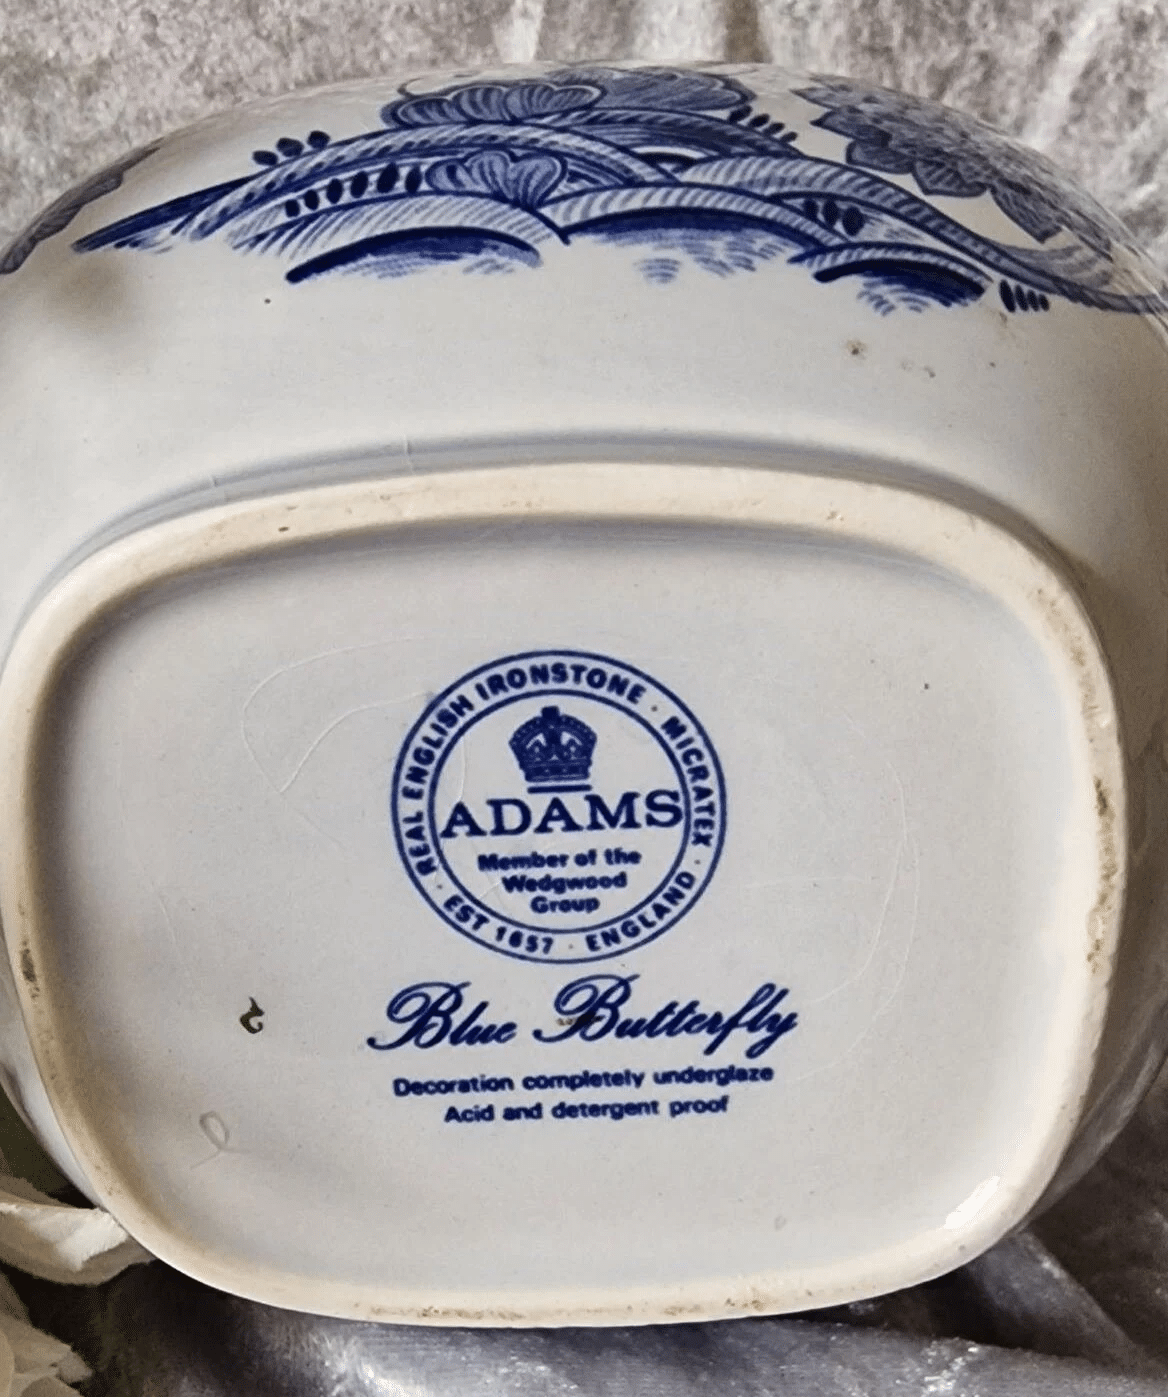 REAL ENGLISH IRONSTONE · MICRATEX ·
ADAMS
Member of the
Wedgwood
Group
· EST 1657 · ENGLAND
Blue Butterfly
2
Decoration completely underglaze
Acid and detergent proof